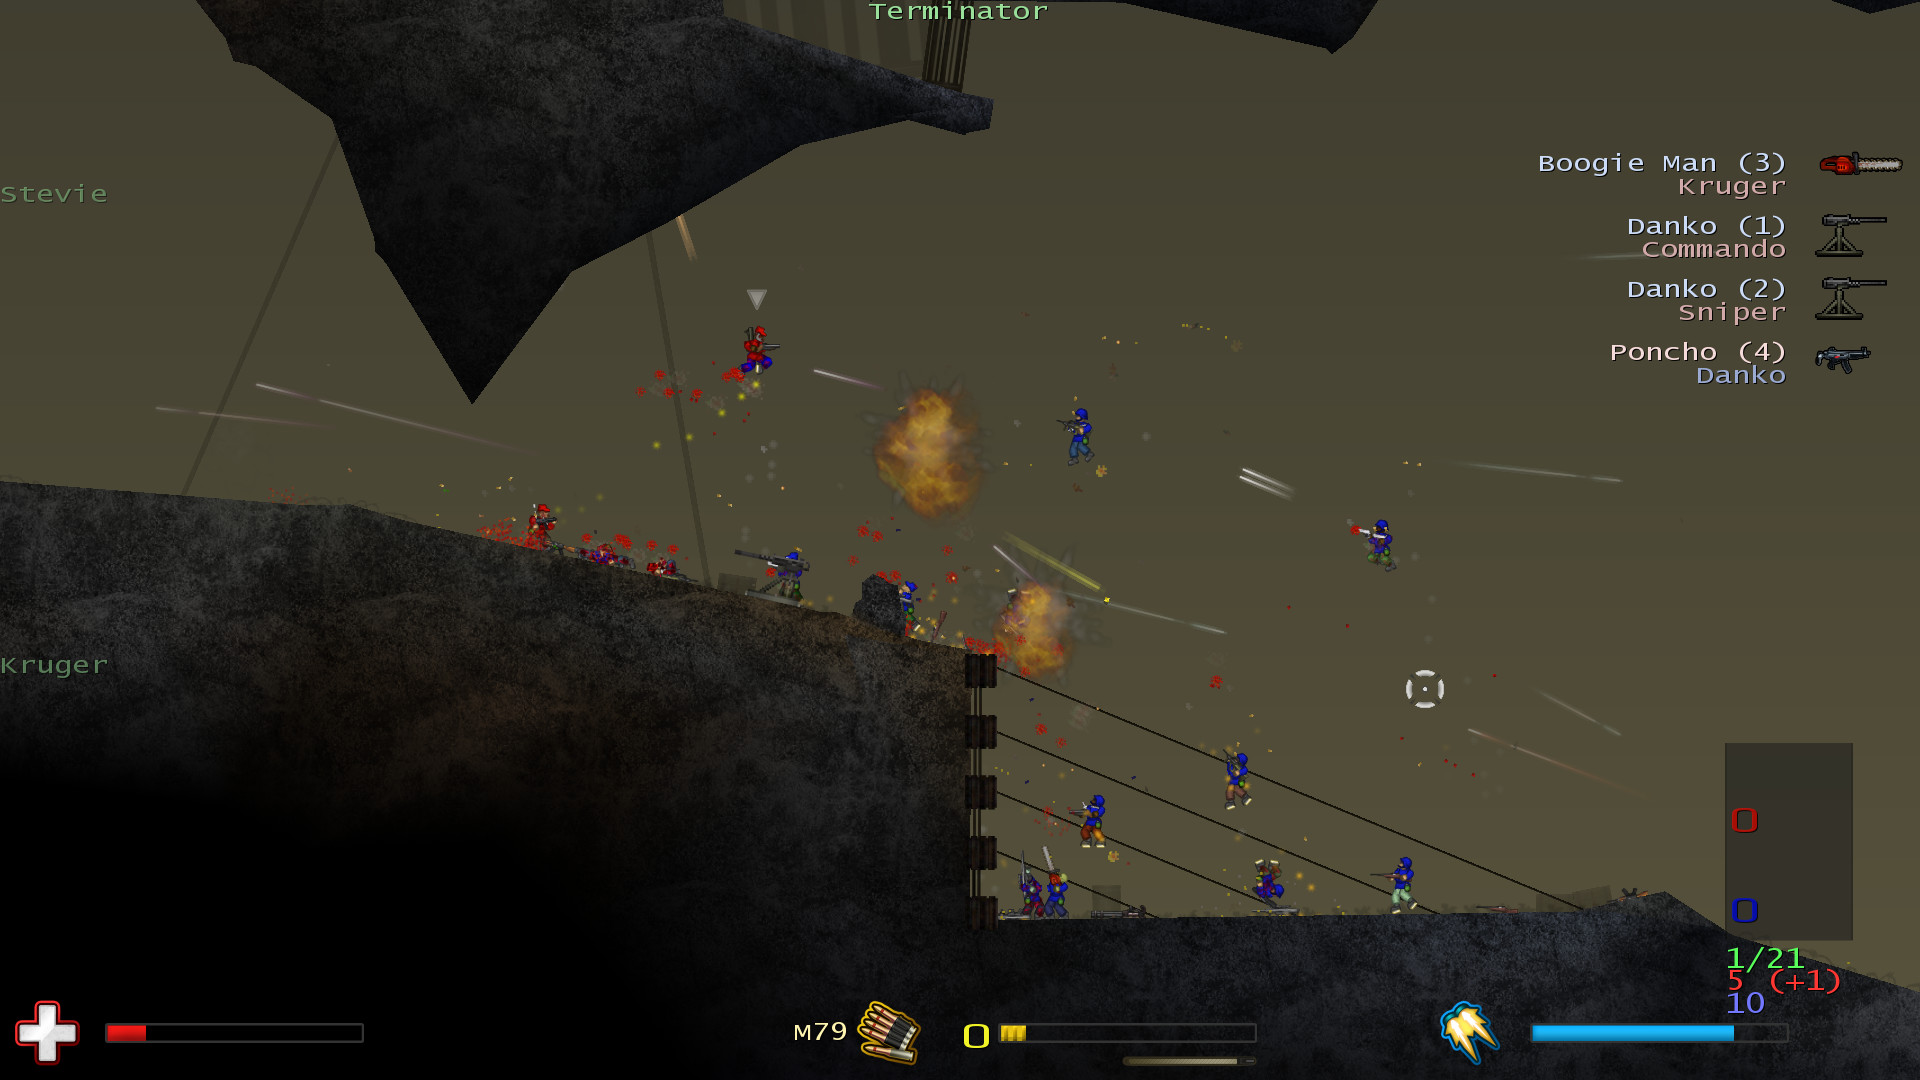 Terminator
Boogie Man (3)
Kruger
Stevie
Danko (1)
Commando
Danko (2)
Sniper
Poncho (4)
Danko
Kruger
0
0
1/21
5 (+1)
10
M79
0